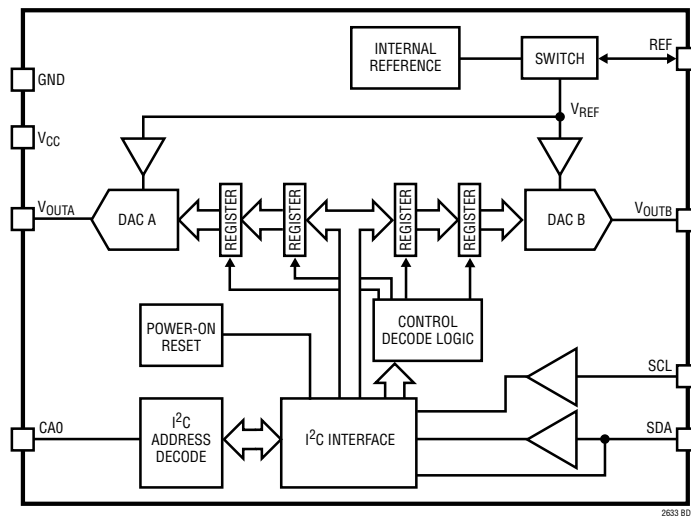 INTERNAL
REFERENCE
SWITCH
REF
GND
VREF
VCC
VOUTA
DAC A
REGISTER
REGISTER
REGISTER
REGISTER
DAC B
VOUTB
POWER-ON
RESET
CONTROL
DECODE LOGIC
SCL
CA0
I²C
ADDRESS
DECODE
I²C INTERFACE
SDA
2633 BD